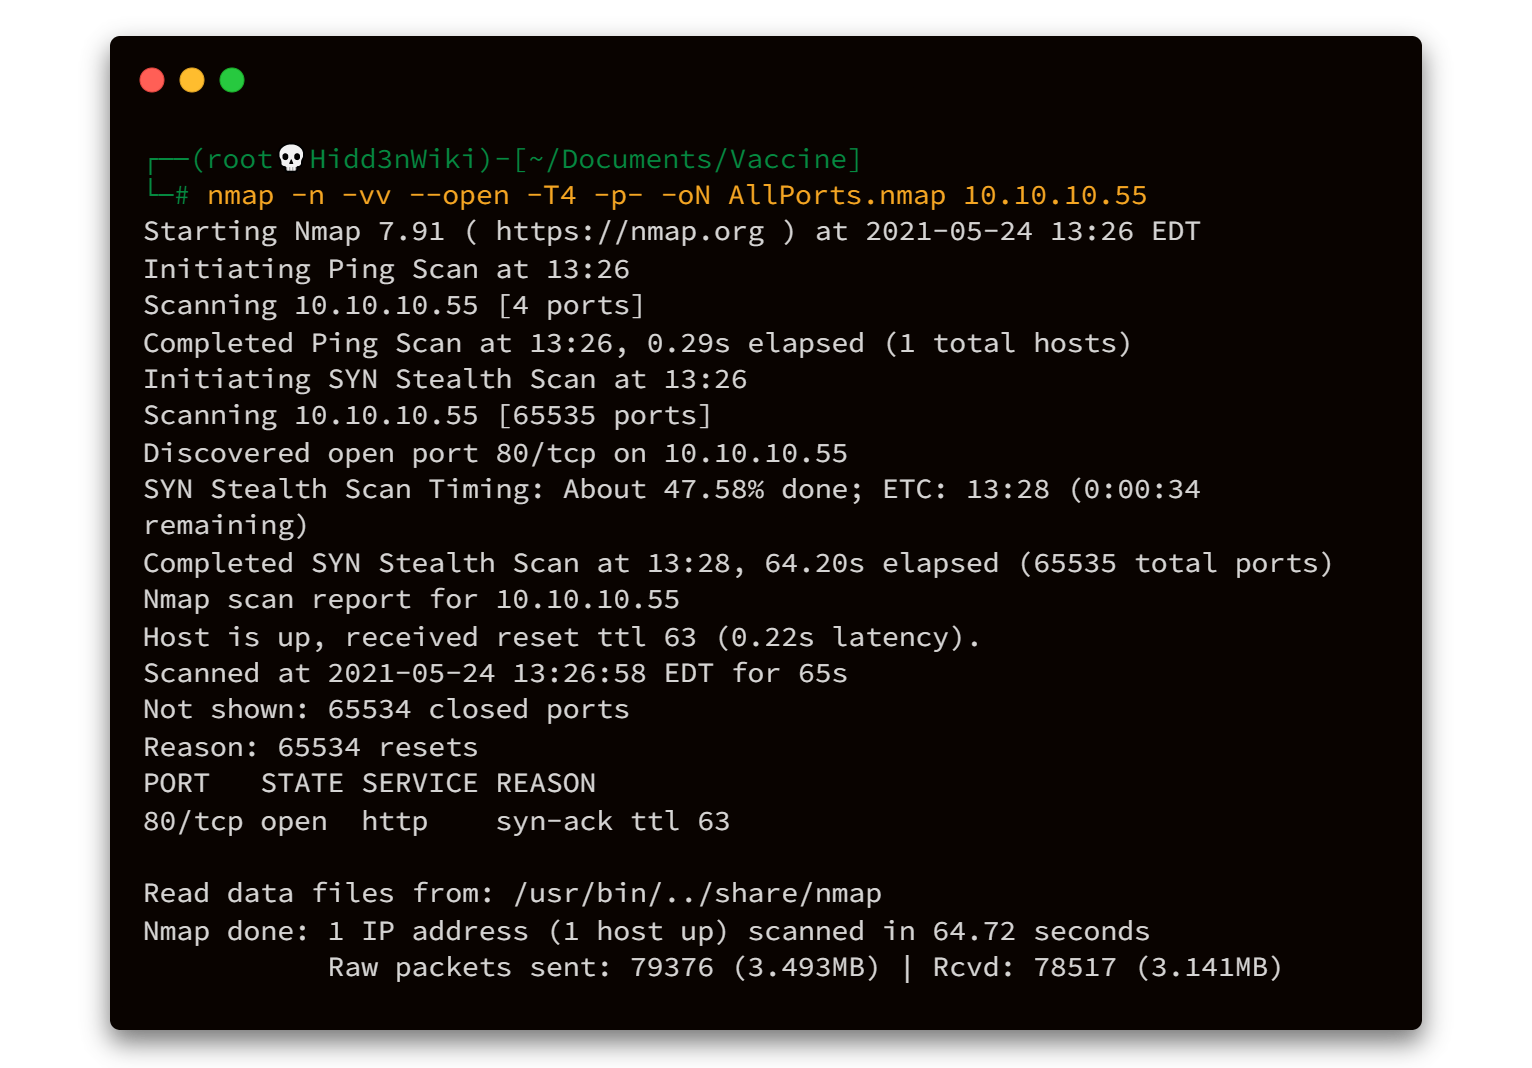 ┌──(root💀Hidd3nWiki)-[~/Documents/Vaccine]
└─# nmap -n -vv --open -T4 -p- -oN AllPorts.nmap 10.10.10.55
Starting Nmap 7.91 ( https://nmap.org ) at 2021-05-24 13:26 EDT
Initiating Ping Scan at 13:26
Scanning 10.10.10.55 [4 ports]
Completed Ping Scan at 13:26, 0.29s elapsed (1 total hosts)
Initiating SYN Stealth Scan at 13:26
Scanning 10.10.10.55 [65535 ports]
Discovered open port 80/tcp on 10.10.10.55
SYN Stealth Scan Timing: About 47.58% done; ETC: 13:28 (0:00:34
remaining)
Completed SYN Stealth Scan at 13:28, 64.20s elapsed (65535 total ports)
Nmap scan report for 10.10.10.55
Host is up, received reset ttl 63 (0.22s latency).
Scanned at 2021-05-24 13:26:58 EDT for 65s
Not shown: 65534 closed ports
Reason: 65534 resets
PORT   STATE SERVICE REASON
80/tcp open  http    syn-ack ttl 63

Read data files from: /usr/bin/../share/nmap
Nmap done: 1 IP address (1 host up) scanned in 64.72 seconds
           Raw packets sent: 79376 (3.493MB) | Rcvd: 78517 (3.141MB)